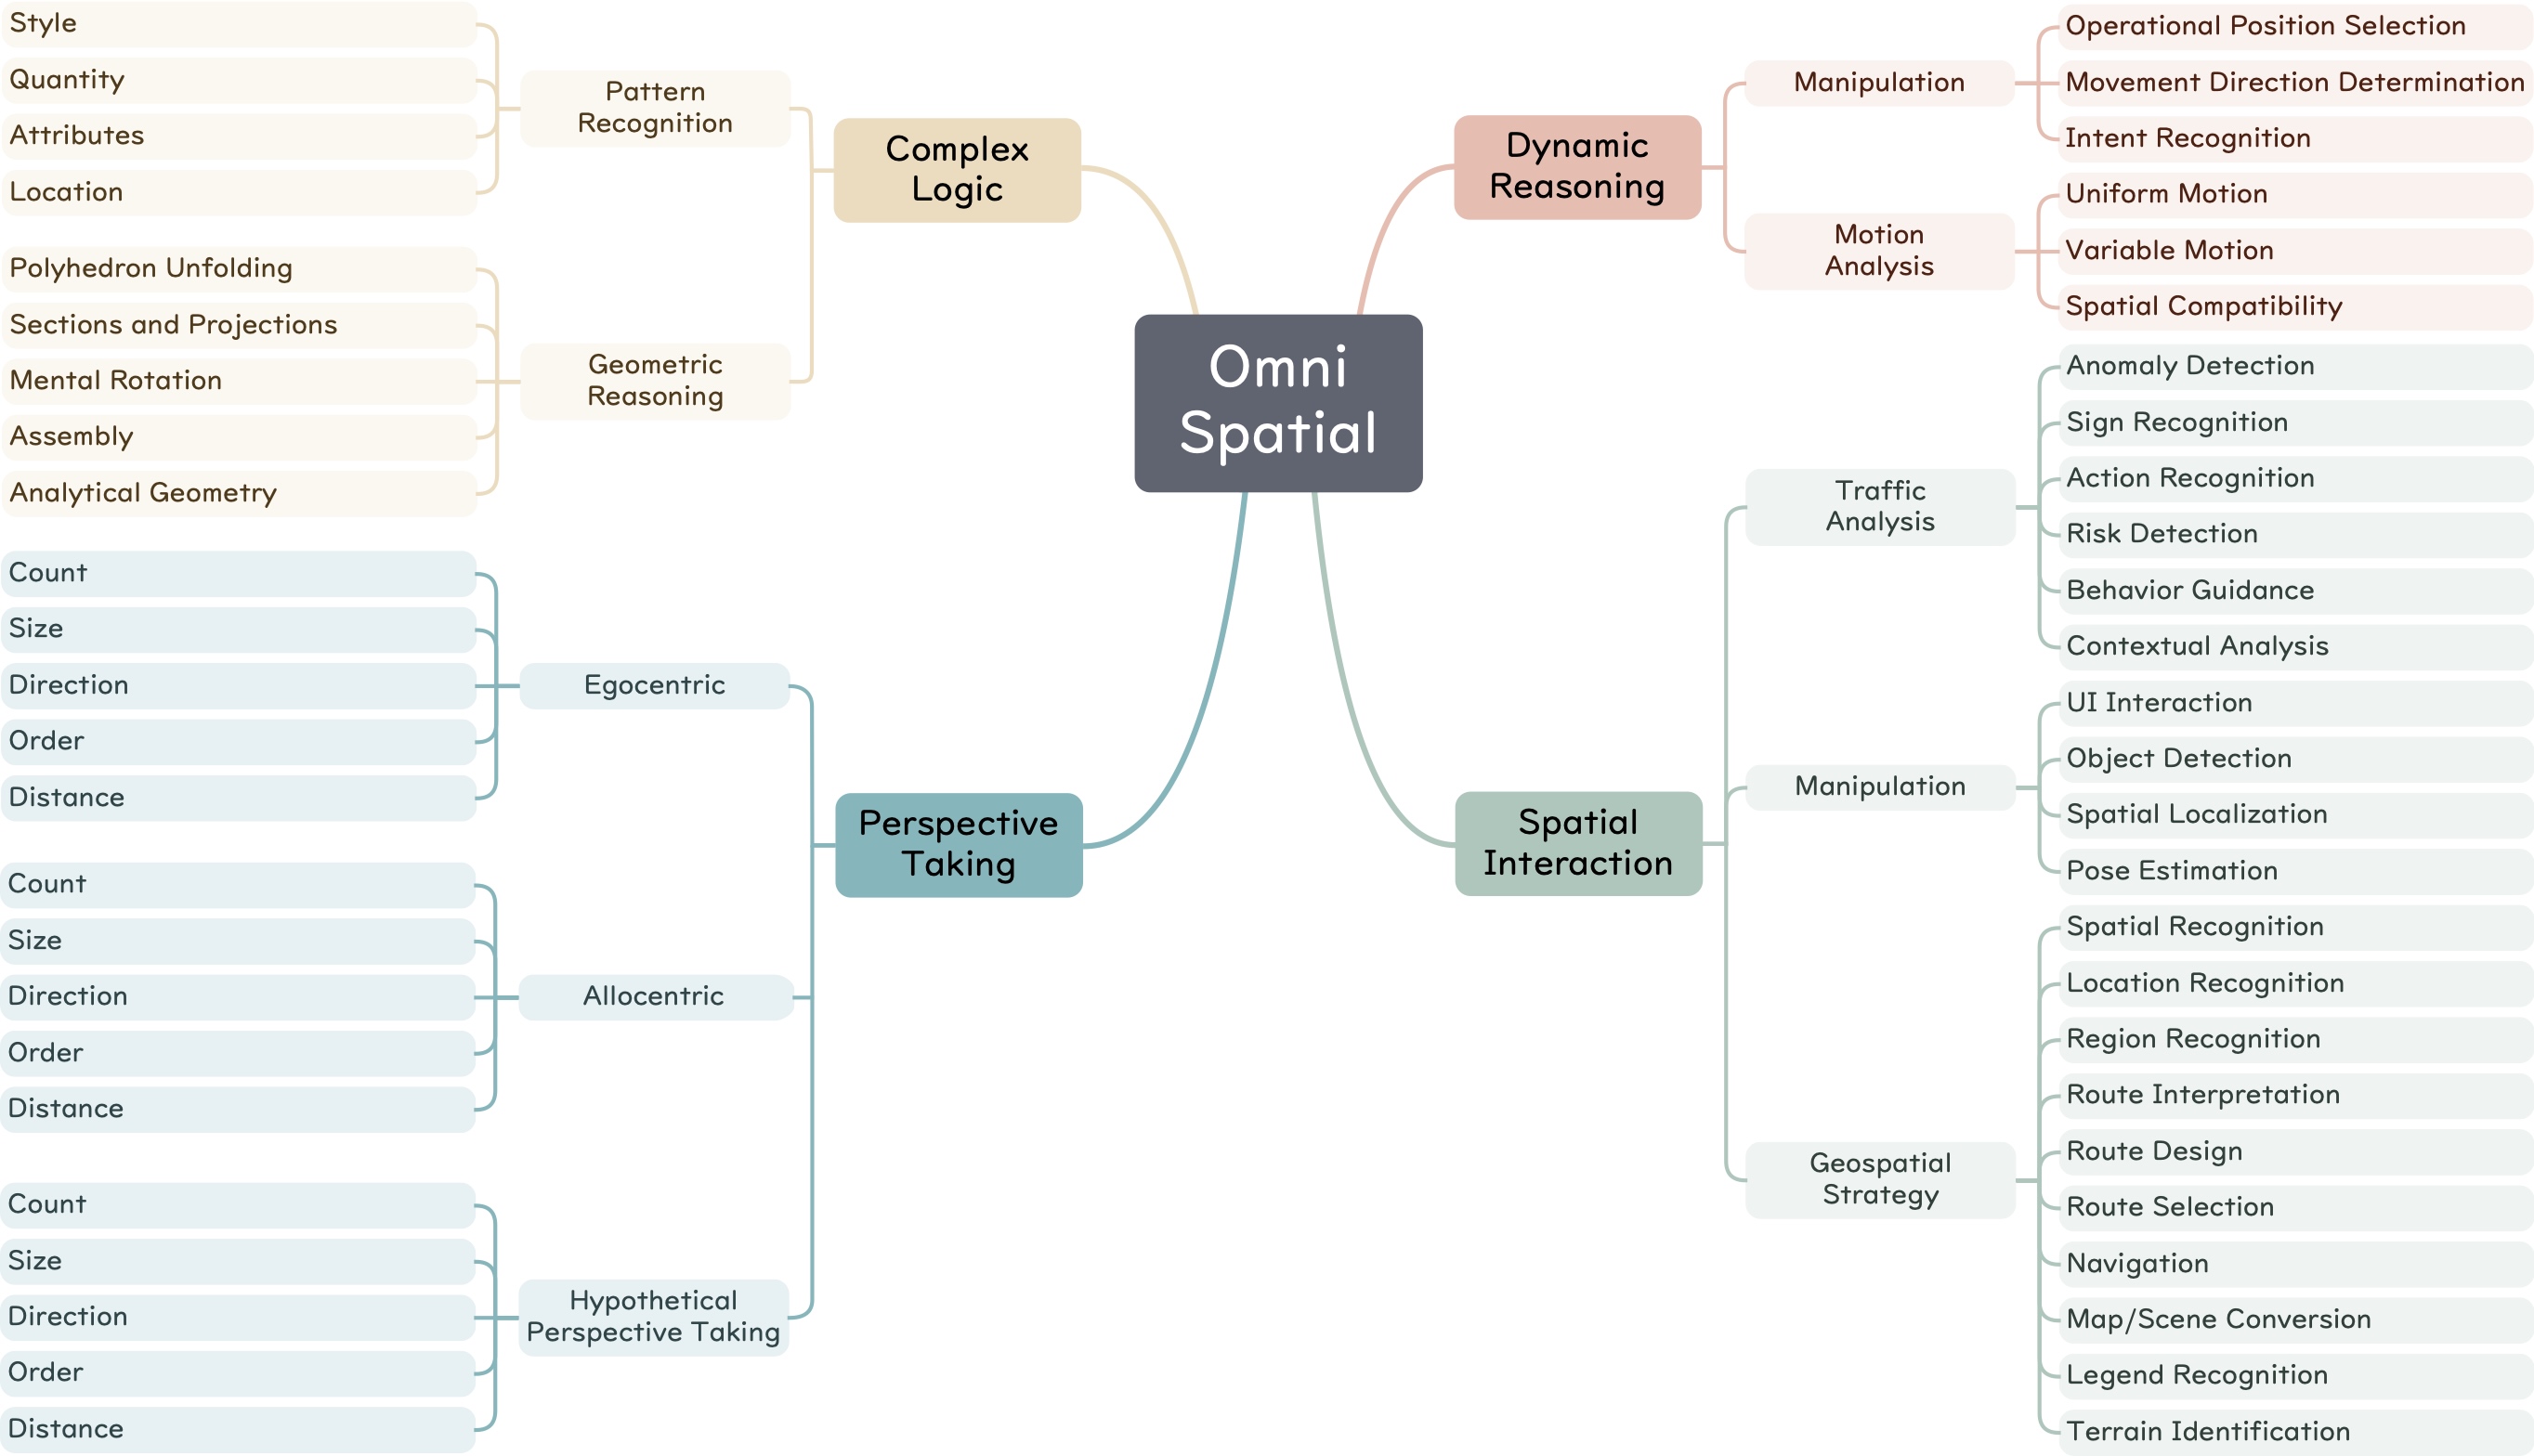 Omni
Spatial
Complex
Logic
Pattern
Recognition
Style
Quantity
Attributes
Location
Geometric
Reasoning
Polyhedron Unfolding
Sections and Projections
Mental Rotation
Assembly
Analytical Geometry
Perspective
Taking
Egocentric
Count
Size
Direction
Order
Distance
Allocentric
Count
Size
Direction
Order
Distance
Hypothetical
Perspective Taking
Count
Size
Direction
Order
Distance
Dynamic
Reasoning
Manipulation
Operational Position Selection
Movement Direction Determination
Intent Recognition
Motion
Analysis
Uniform Motion
Variable Motion
Spatial Compatibility
Spatial
Interaction
Traffic
Analysis
Anomaly Detection
Sign Recognition
Action Recognition
Risk Detection
Behavior Guidance
Contextual Analysis
Manipulation
UI Interaction
Object Detection
Spatial Localization
Pose Estimation
Geospatial
Strategy
Spatial Recognition
Location Recognition
Region Recognition
Route Interpretation
Route Design
Route Selection
Navigation
Map/Scene Conversion
Legend Recognition
Terrain Identification